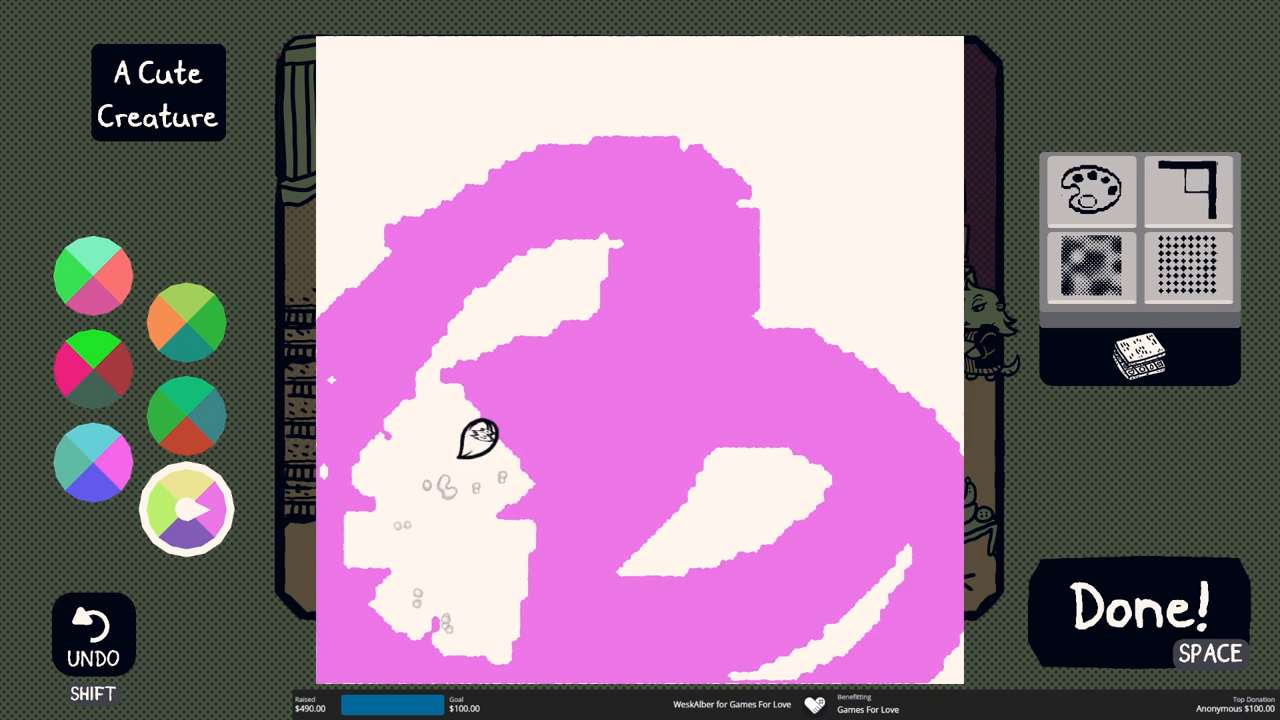 A Cute
Creature
UNDO
SHIFT
Done!
SPACE
Raised
$490.00
Goal
$100.00
WeskAlber for Games For Love
Benefitting
Games For Love
Top Donation
Anonymous $100.00